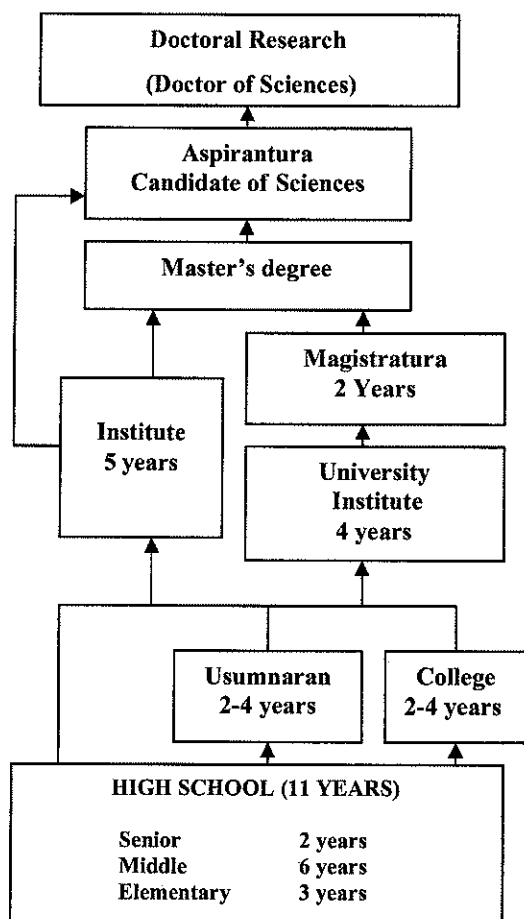 Doctoral Research
(Doctor of Sciences)
Aspirantura
Candidate of Sciences
Master's degree
Magistratura
2 Years
Institute
5 years
University
Institute
4 years
Usumnaran
2-4 years
College
2-4 years
HIGH SCHOOL (11 YEARS)
Senior 2 years
Middle 6 years
Elementary 3 years